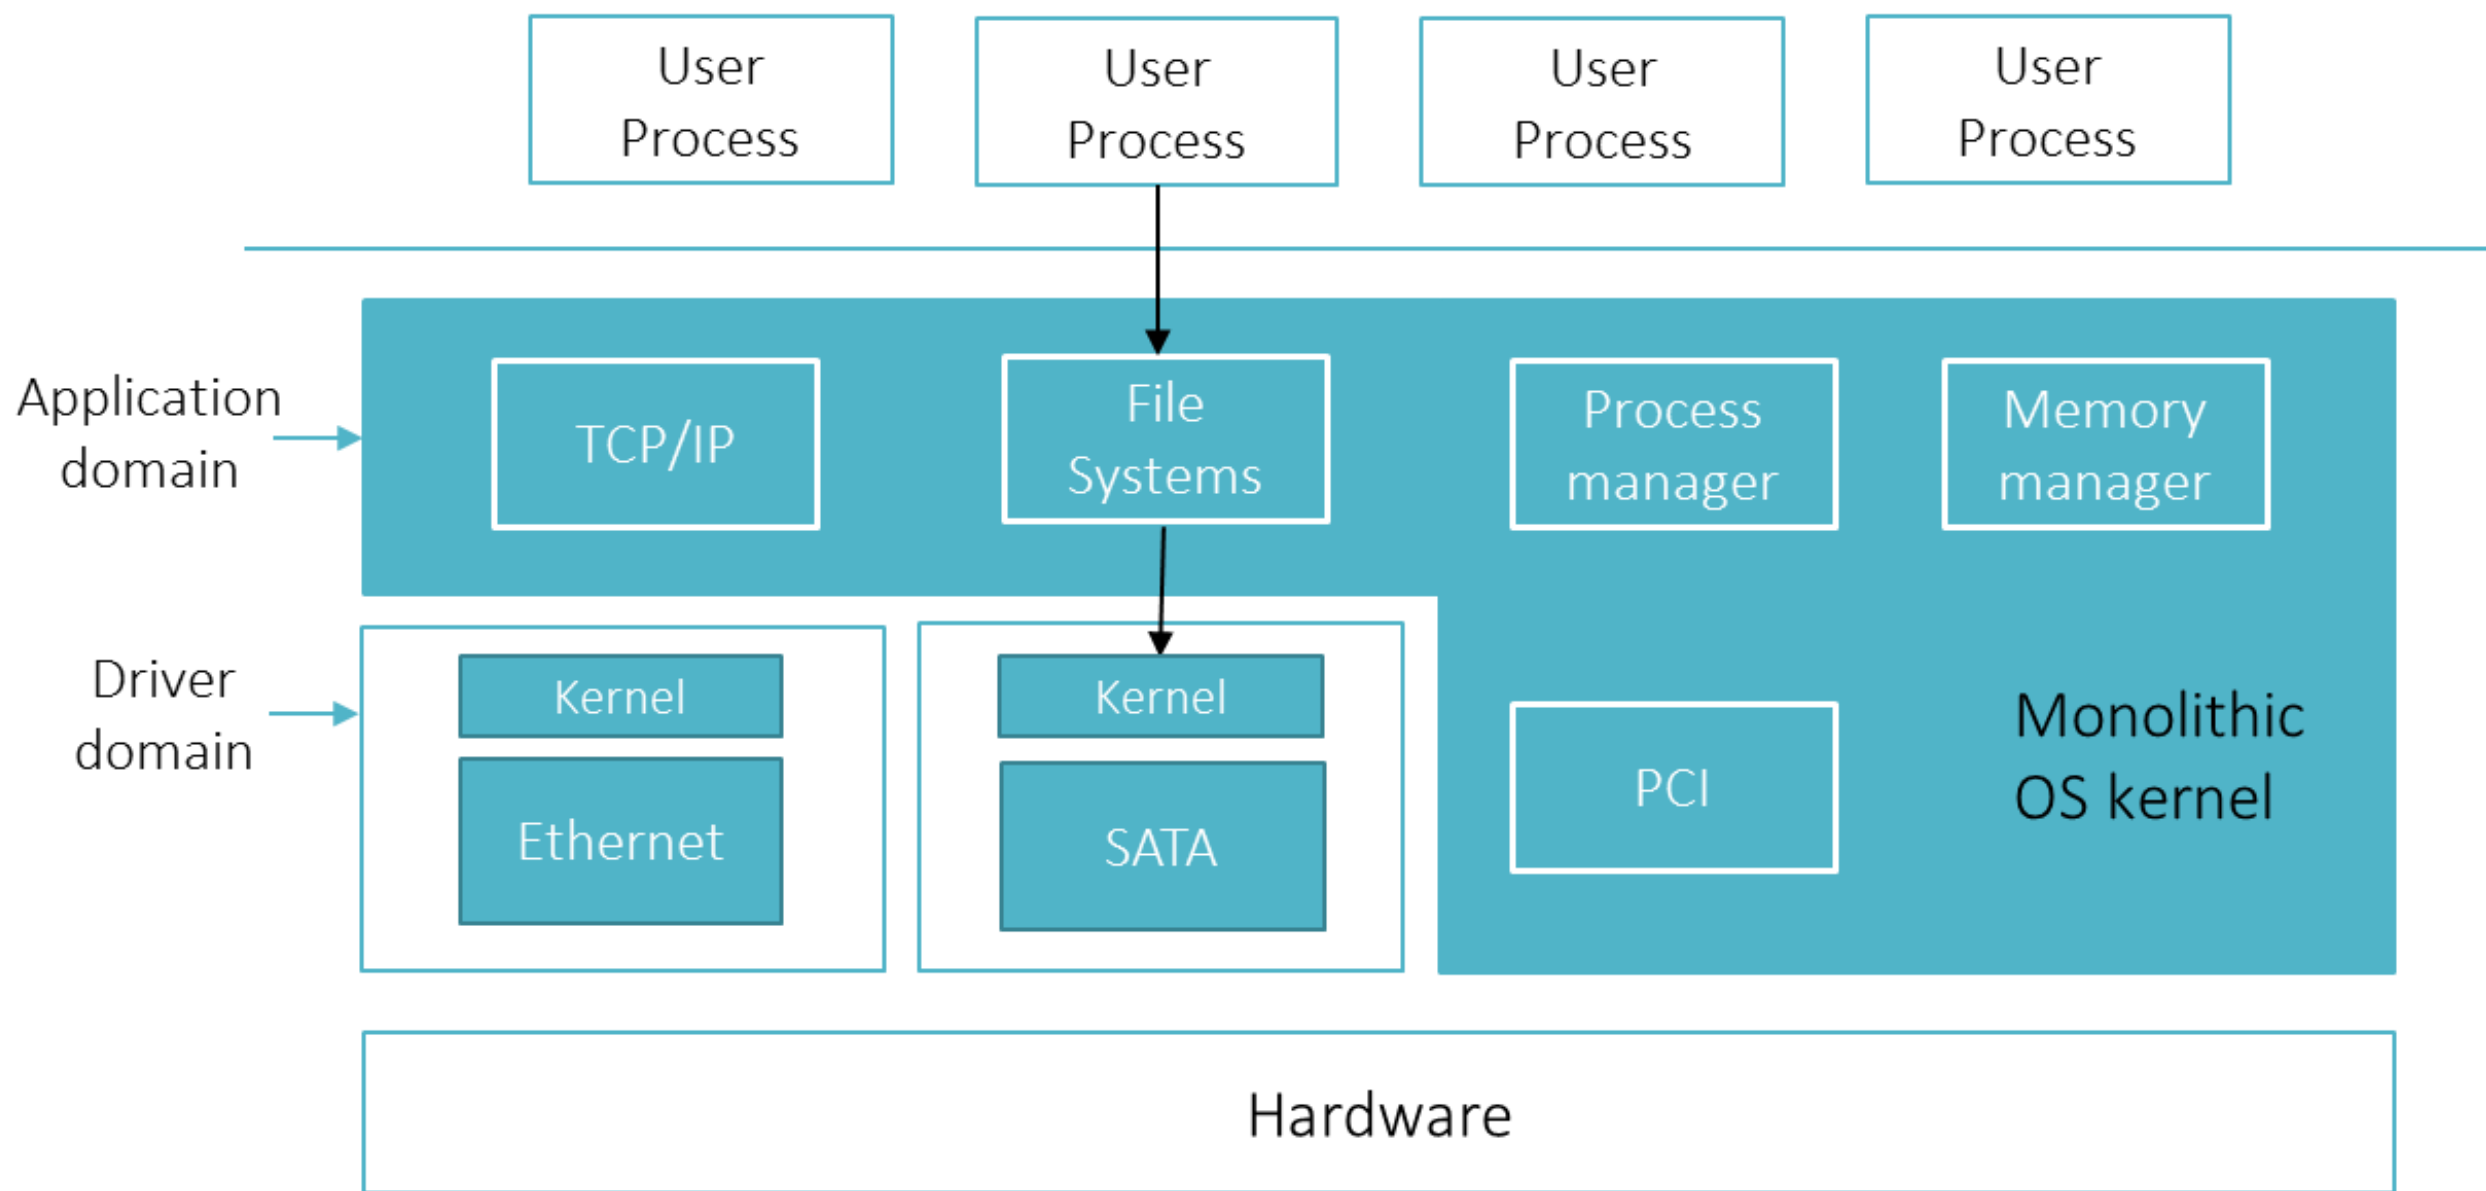 User
Process
User
Process
User
Process
User
Process
Application
domain
TCP/IP
File
Systems
Process
manager
Memory
manager
Driver
domain
Kernel
Ethernet
Kernel
SATA
PCI
Monolithic
OS kernel
Hardware